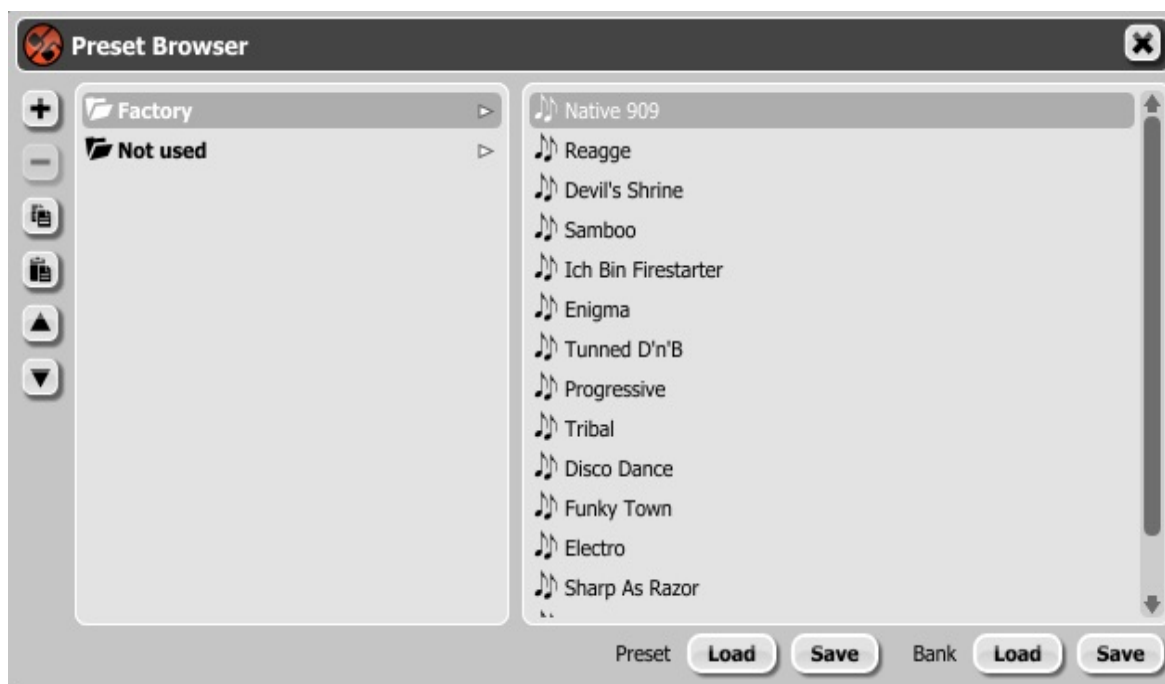 Preset Browser
Factory
Not used
Native 909
Reagge
Devil's Shrine
Samboo
Ich Bin Firestarter
Enigma
Tunned D'n'B
Progressive
Tribal
Disco Dance
Funky Town
Electro
Sharp As Razor
Preset Load Save Bank Load Save